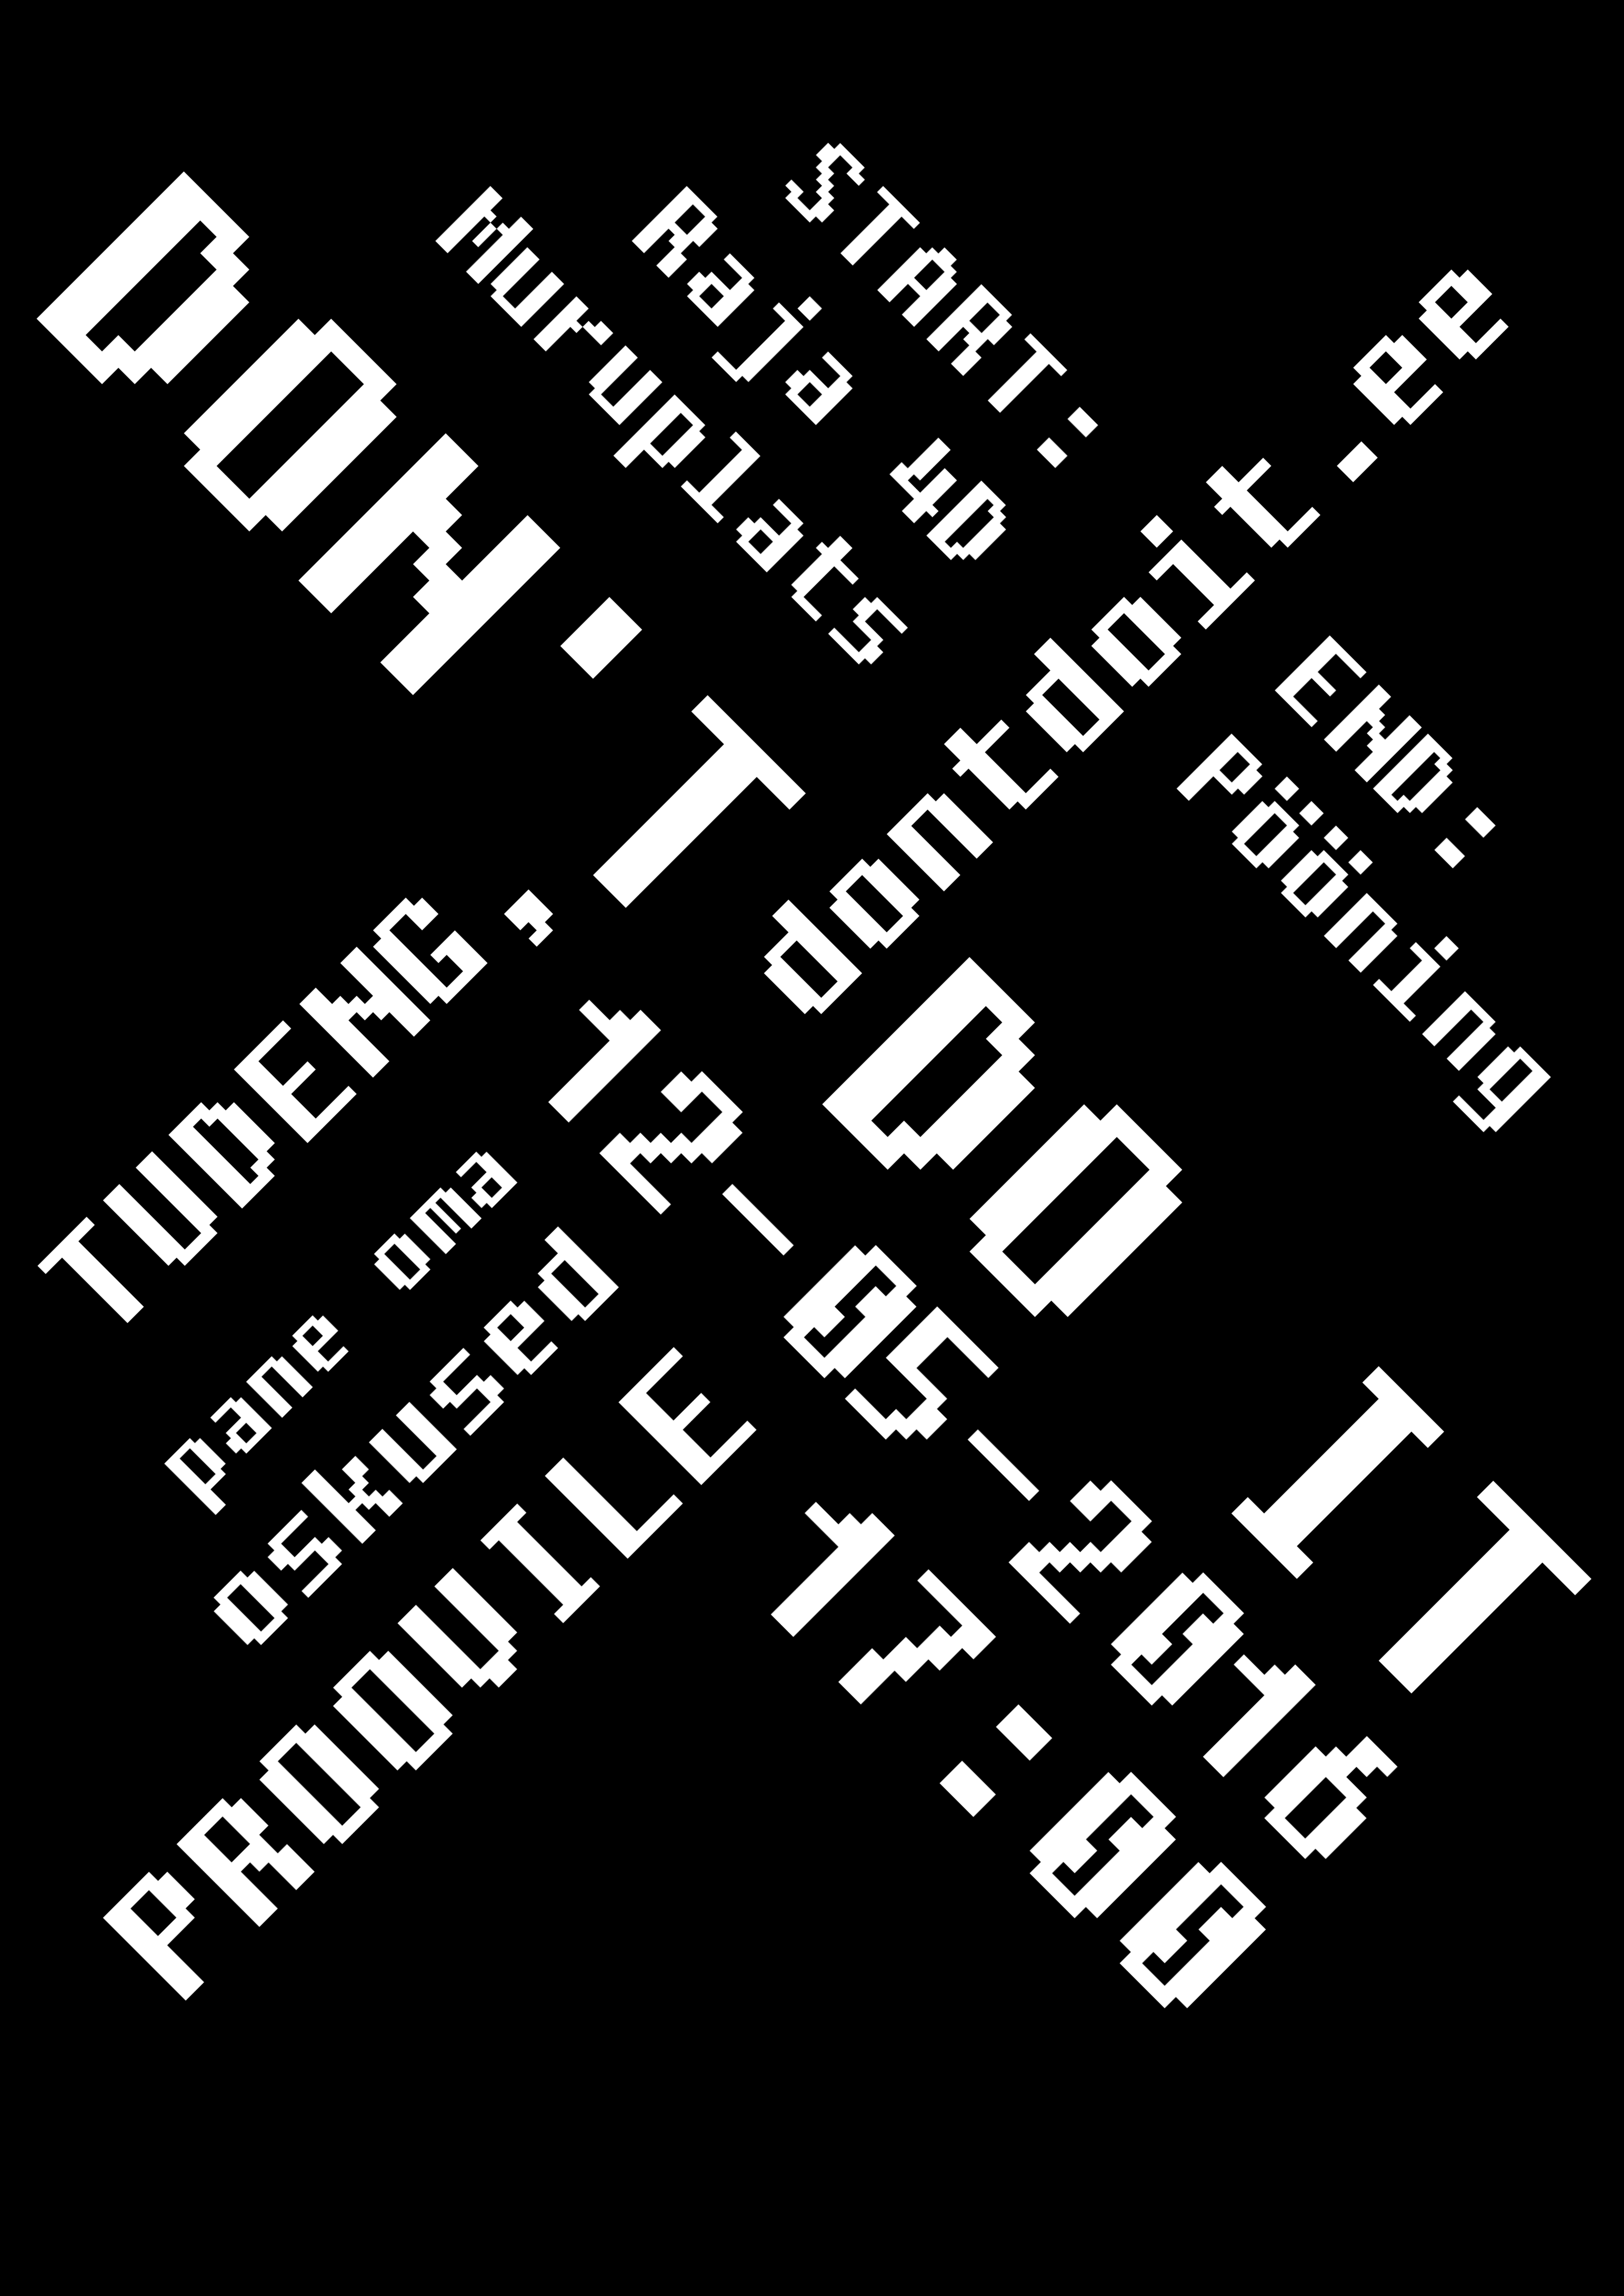 DON'T DO IT
START:
Raja 40
Muruplats
dontdoit.ee
END:
Pööning
TUDENG,
pane oma
oskused
PROOVILE
12-05-2016
17:00